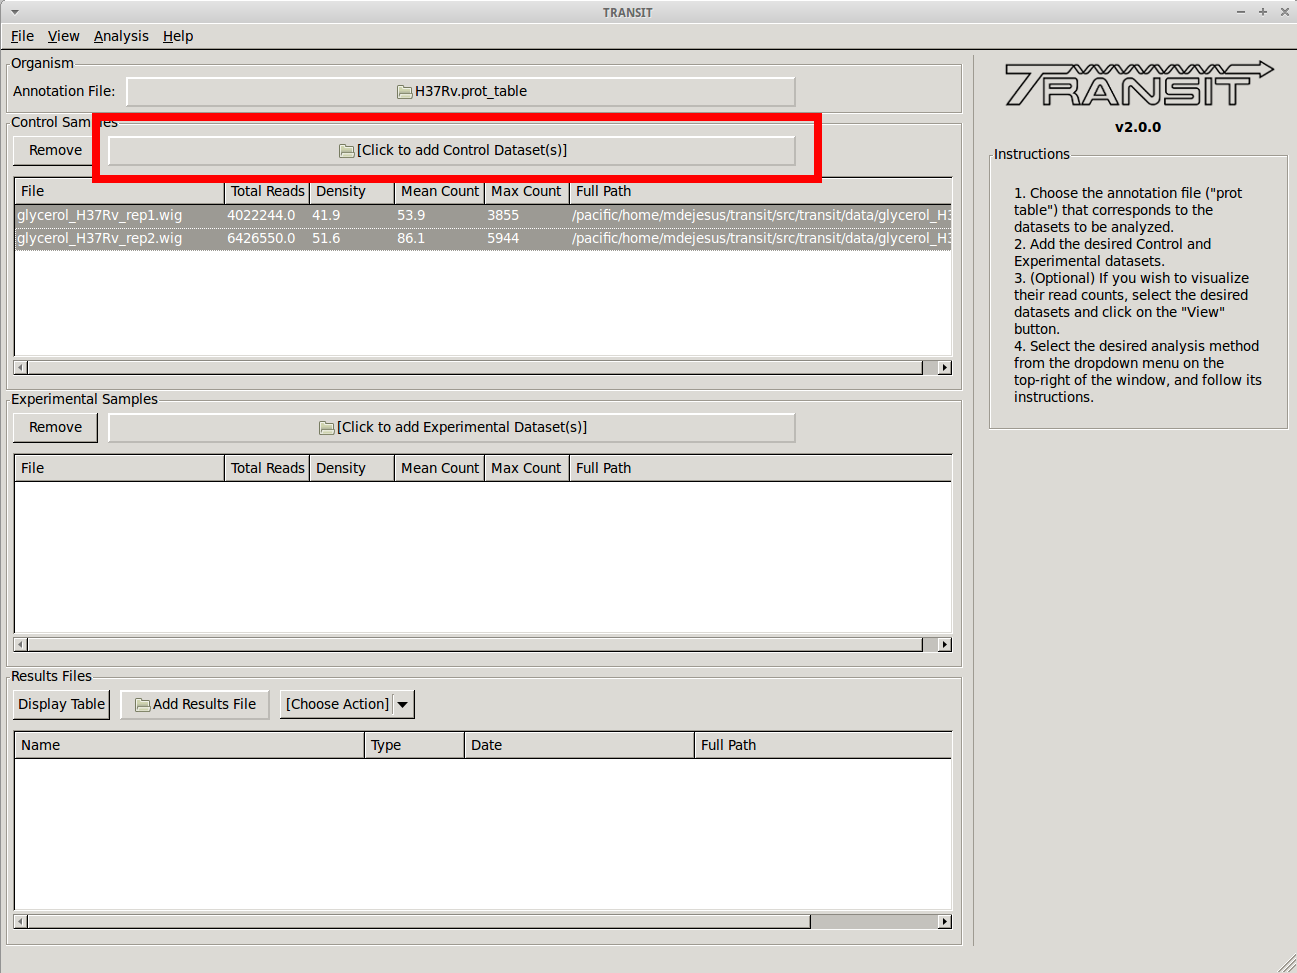 TRANSIT
File View Analysis Help
Organism
Annotation File: H37Rv.prot_table
Control Samples
Remove [Click to add Control Dataset(s)]
File Total Reads Density Mean Count Max Count Full Path
glycerol_H37Rv_rep1.wig 4022244.0 41.9 53.9 3855 /pacific/home/mdejesus/transit/src/transit/data/glycerol_H3
glycerol_H37Rv_rep2.wig 6426550.0 51.6 86.1 5944 /pacific/home/mdejesus/transit/src/transit/data/glycerol_H3
Experimental Samples
Remove [Click to add Experimental Dataset(s)]
File Total Reads Density Mean Count Max Count Full Path
Results Files
Display Table Add Results File [Choose Action]
Name Type Date Full Path
TRANSIT
v2.0.0
Instructions
1. Choose the annotation file ("prot
table") that corresponds to the
datasets to be analyzed.
2. Add the desired Control and
Experimental datasets.
3. (Optional) If you wish to visualize
their read counts, select the desired
datasets and click on the "View"
button.
4. Select the desired analysis method
from the dropdown menu on the
top-right of the window, and follow its
instructions.